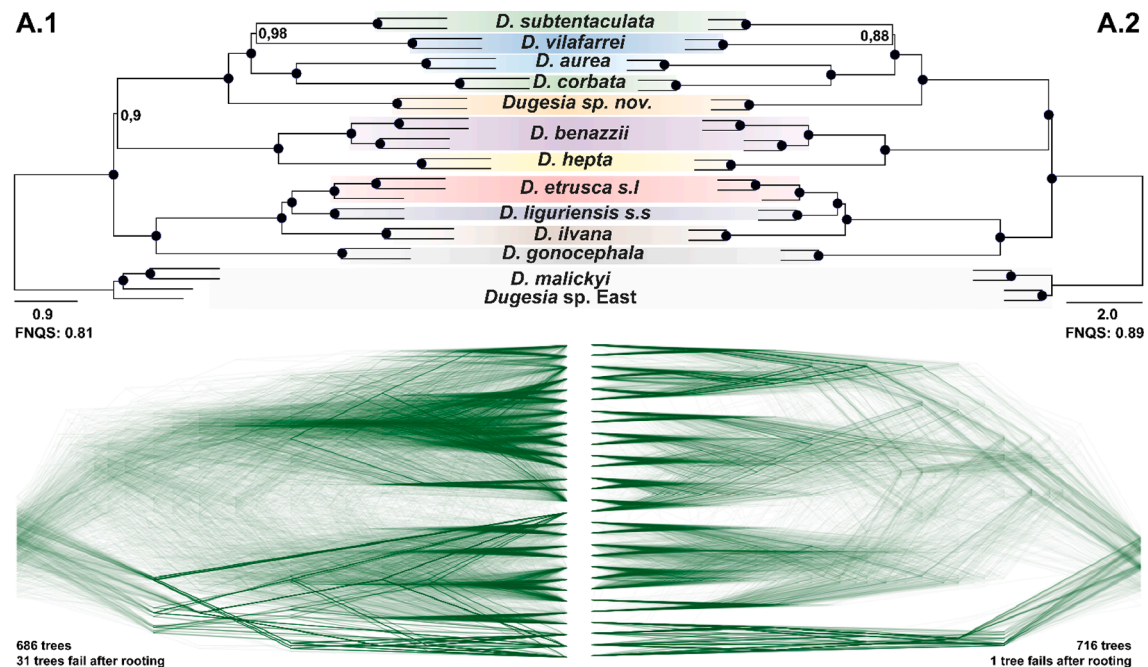 A.1
A.2
D. subtentaculata
0,98
0,88
D. vilafarrei
D. aurea
D. corbata
Dugesia sp. nov.
0,9
D. benazzii
D. hepta
D. etrusca s.l
D. liguriensis s.s
D. ilvana
D. gonocephala
D. malickyi
Dugesia sp. East
0.9
FNQS: 0.81
2.0
FNQS: 0.89
686 trees
31 trees fail after rooting
716 trees
1 tree fails after rooting